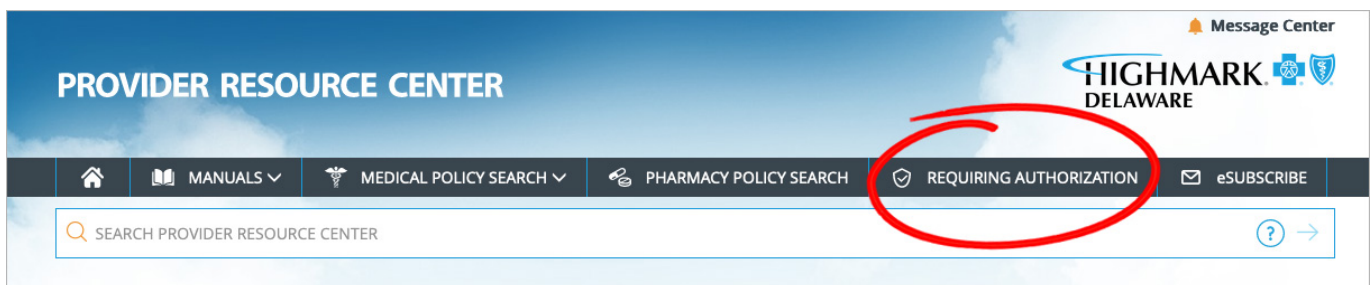 Message Center
PROVIDER RESOURCE CENTER
HIGHMARK
DELAWARE
MANUALS MEDICAL POLICY SEARCH PHARMACY POLICY SEARCH REQUIRING AUTHORIZATION eSUBSCRIBE
SEARCH PROVIDER RESOURCE CENTER ?